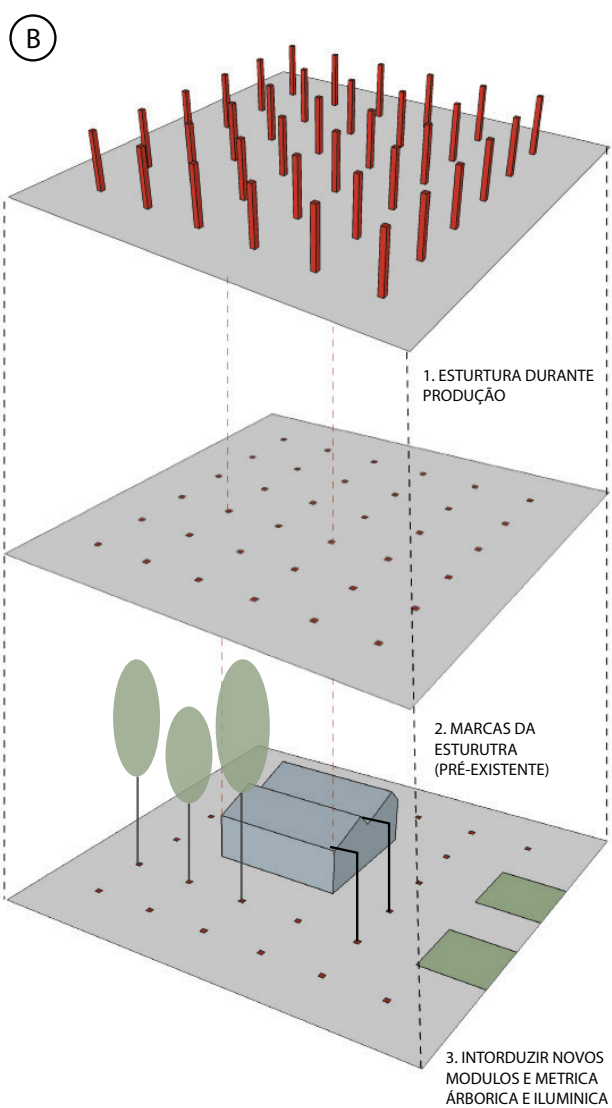 B
1. ESTURTURA DURANTE
PRODUÇÃO
2. MARCAS DA
ESTURUTRA
(PRÉ-EXISTENTE)
3. INTORDUZIR NOVOS
MODULOS E METRICA
ÁRBORICA E ILUMINICA